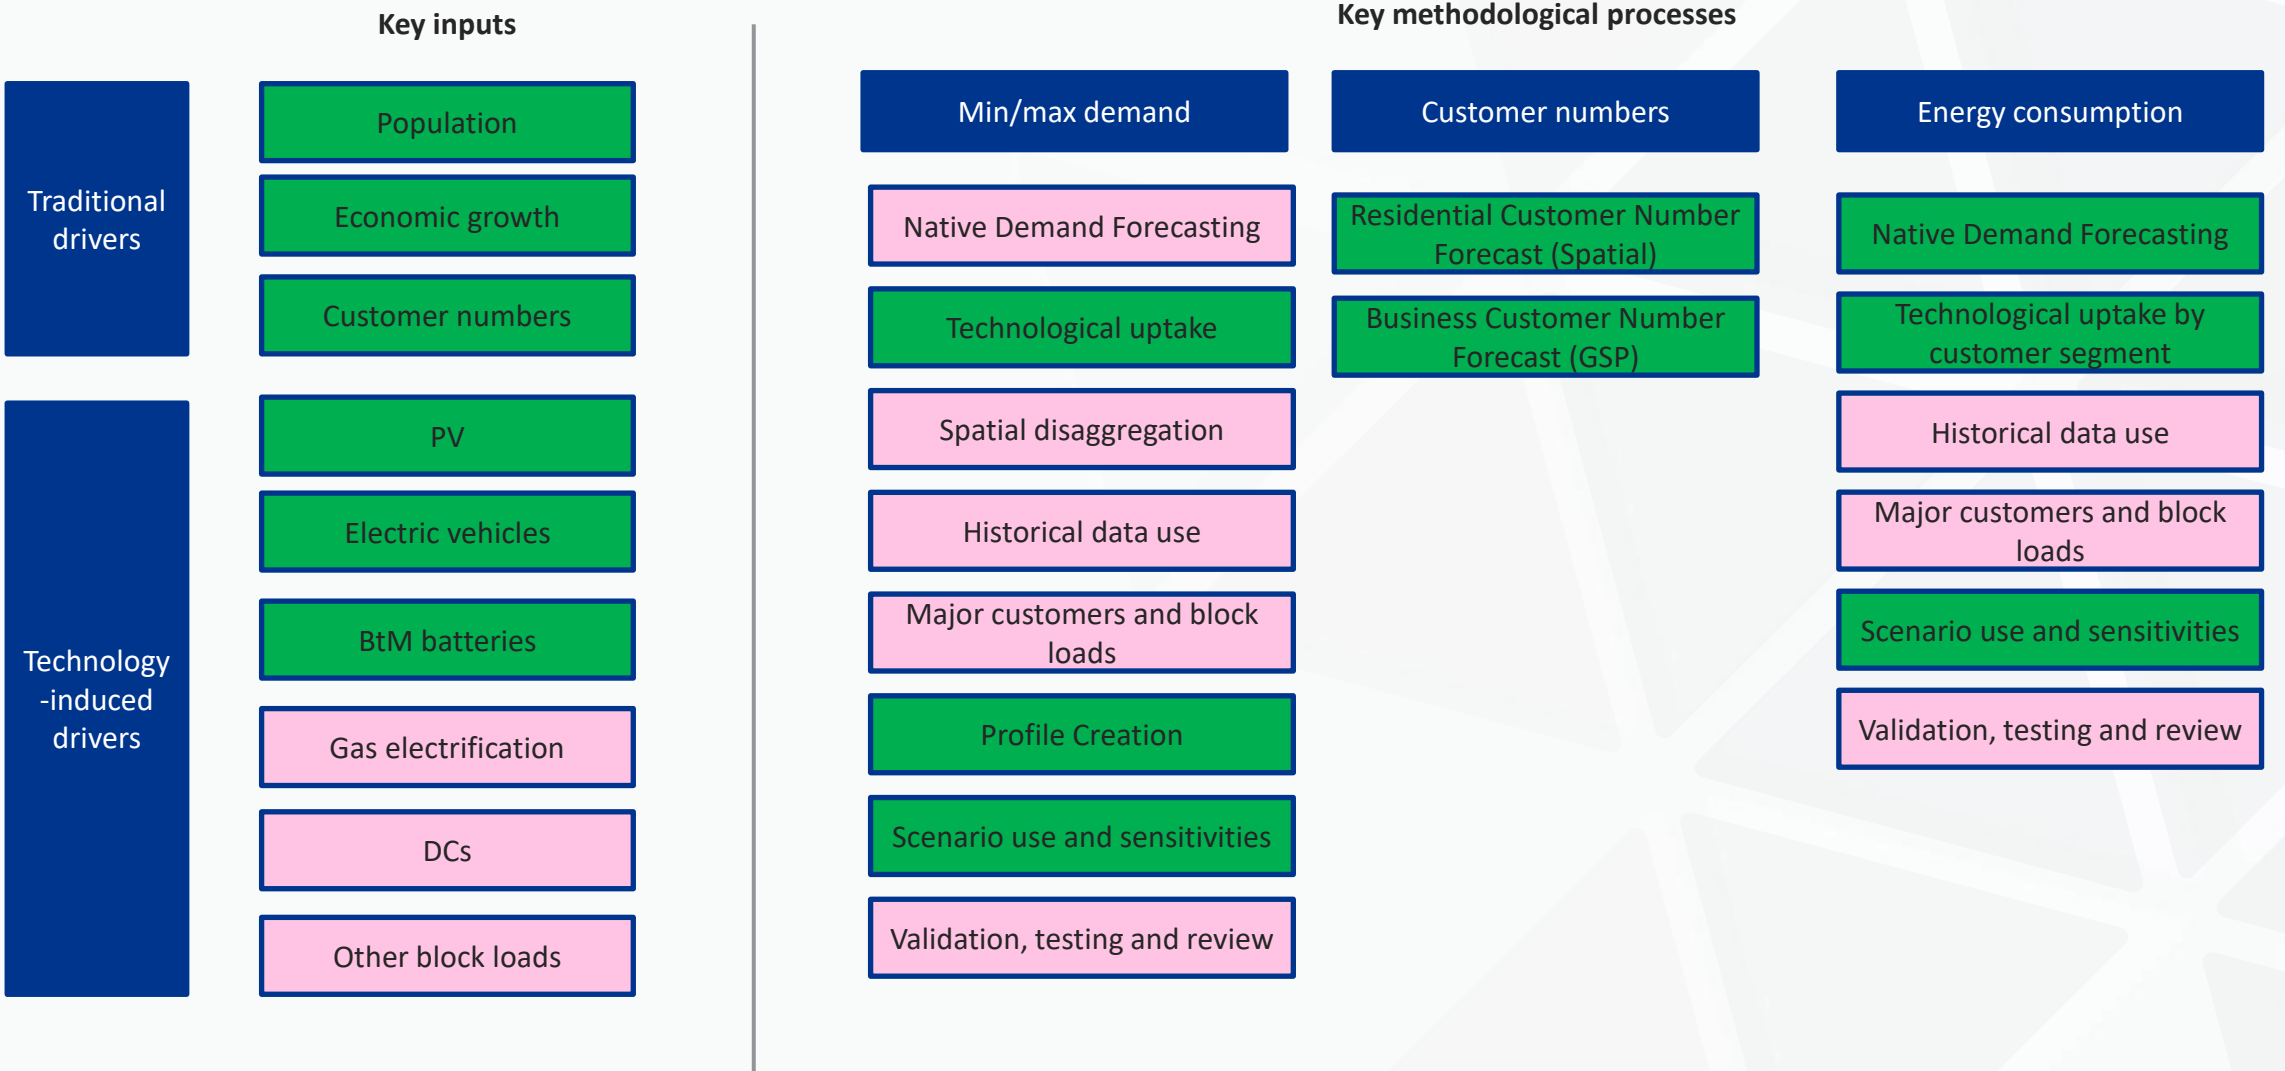 Key inputs
Traditional
drivers
Population
Economic growth
Customer numbers
Technology
-induced
drivers
PV
Electric vehicles
BtM batteries
Gas electrification
DCs
Other block loads
Key methodological processes
Min/max demand
Native Demand Forecasting
Technological uptake
Spatial disaggregation
Historical data use
Major customers and block
loads
Profile Creation
Scenario use and sensitivities
Validation, testing and review
Customer numbers
Residential Customer Number
Forecast (Spatial)
Business Customer Number
Forecast (GSP)
Energy consumption
Native Demand Forecasting
Technological uptake by
customer segment
Historical data use
Major customers and block
loads
Scenario use and sensitivities
Validation, testing and review